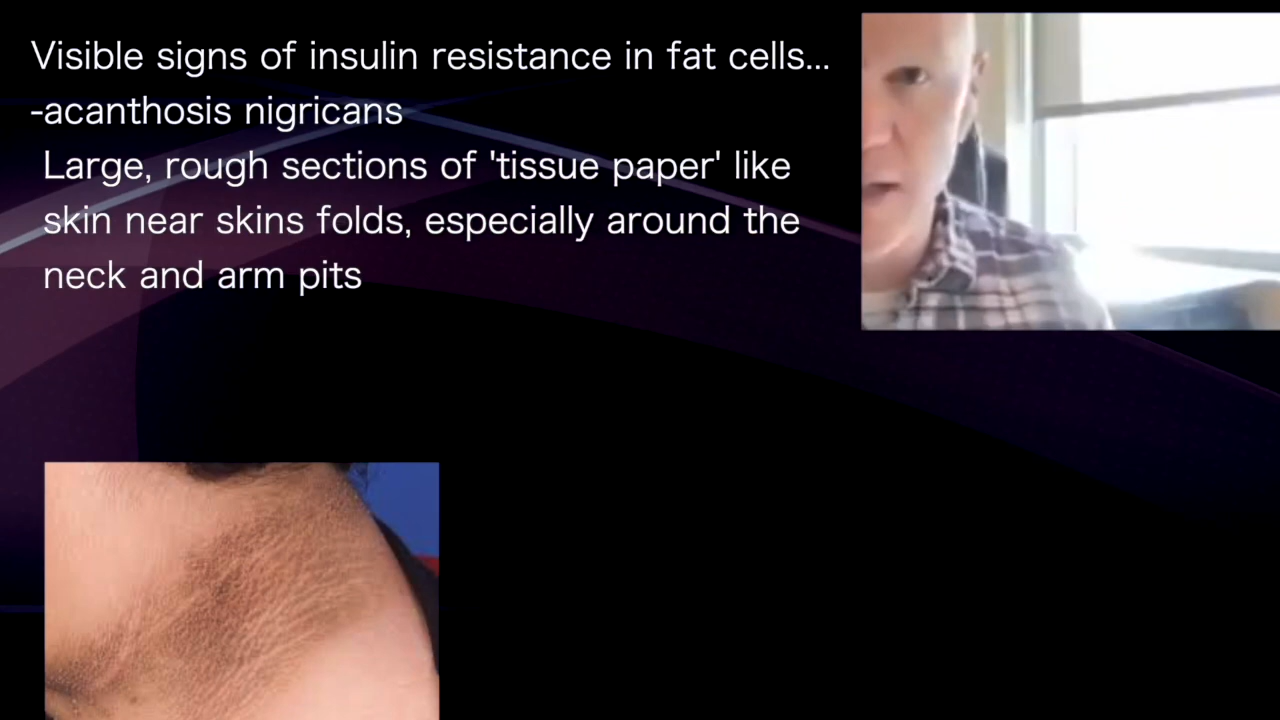 Visible signs of insulin resistance in fat cells...
-acanthosis nigricans
Large, rough sections of 'tissue paper' like
skin near skins folds, especially around the
neck and arm pits